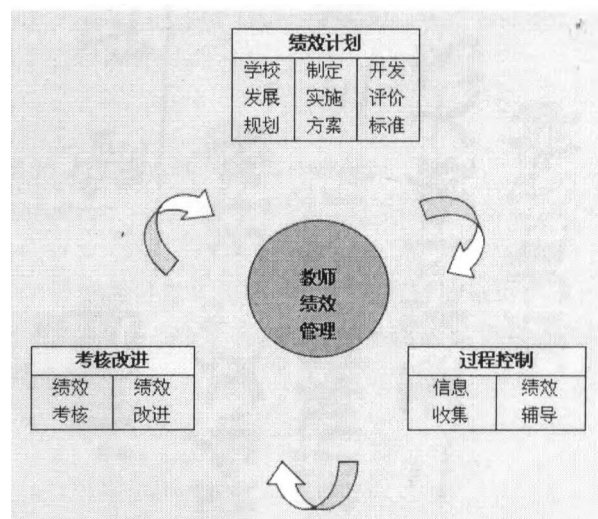 绩效计划
学校 制定 开发
发展 实施 评价
规划 方案 标准
教师
绩效
管理
考核改进
绩效 绩效
考核 改进
过程控制
信息 绩效
收集 辅导